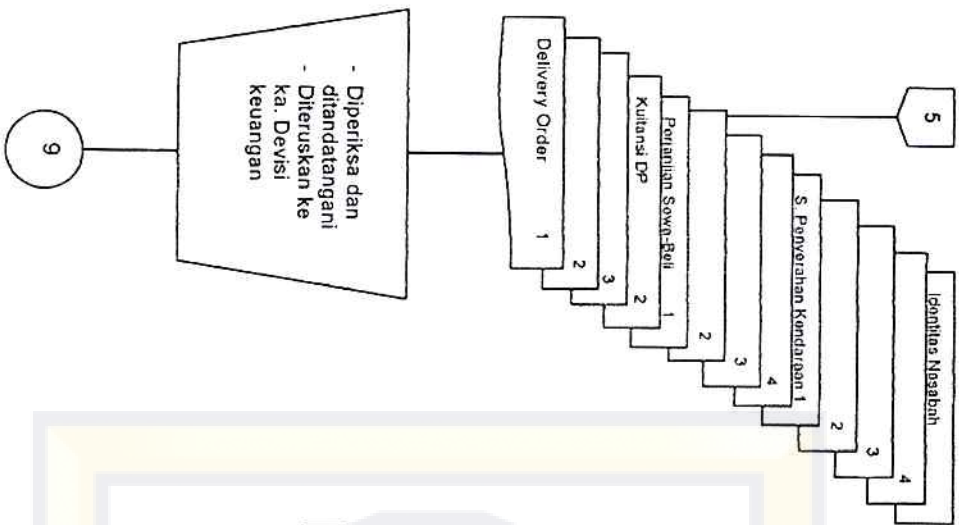 5
Identitas Nasabah
4
3
2
S. Penyerahan Kendaraan 1
4
3
2
1
Perjanjian Sewa-Beli
2
Kuitansi DP
3
2
Delivery Order
1
- Diperiksa dan
ditandatangani
- Diteruskan ke
ka. Devisi
keuangan
9